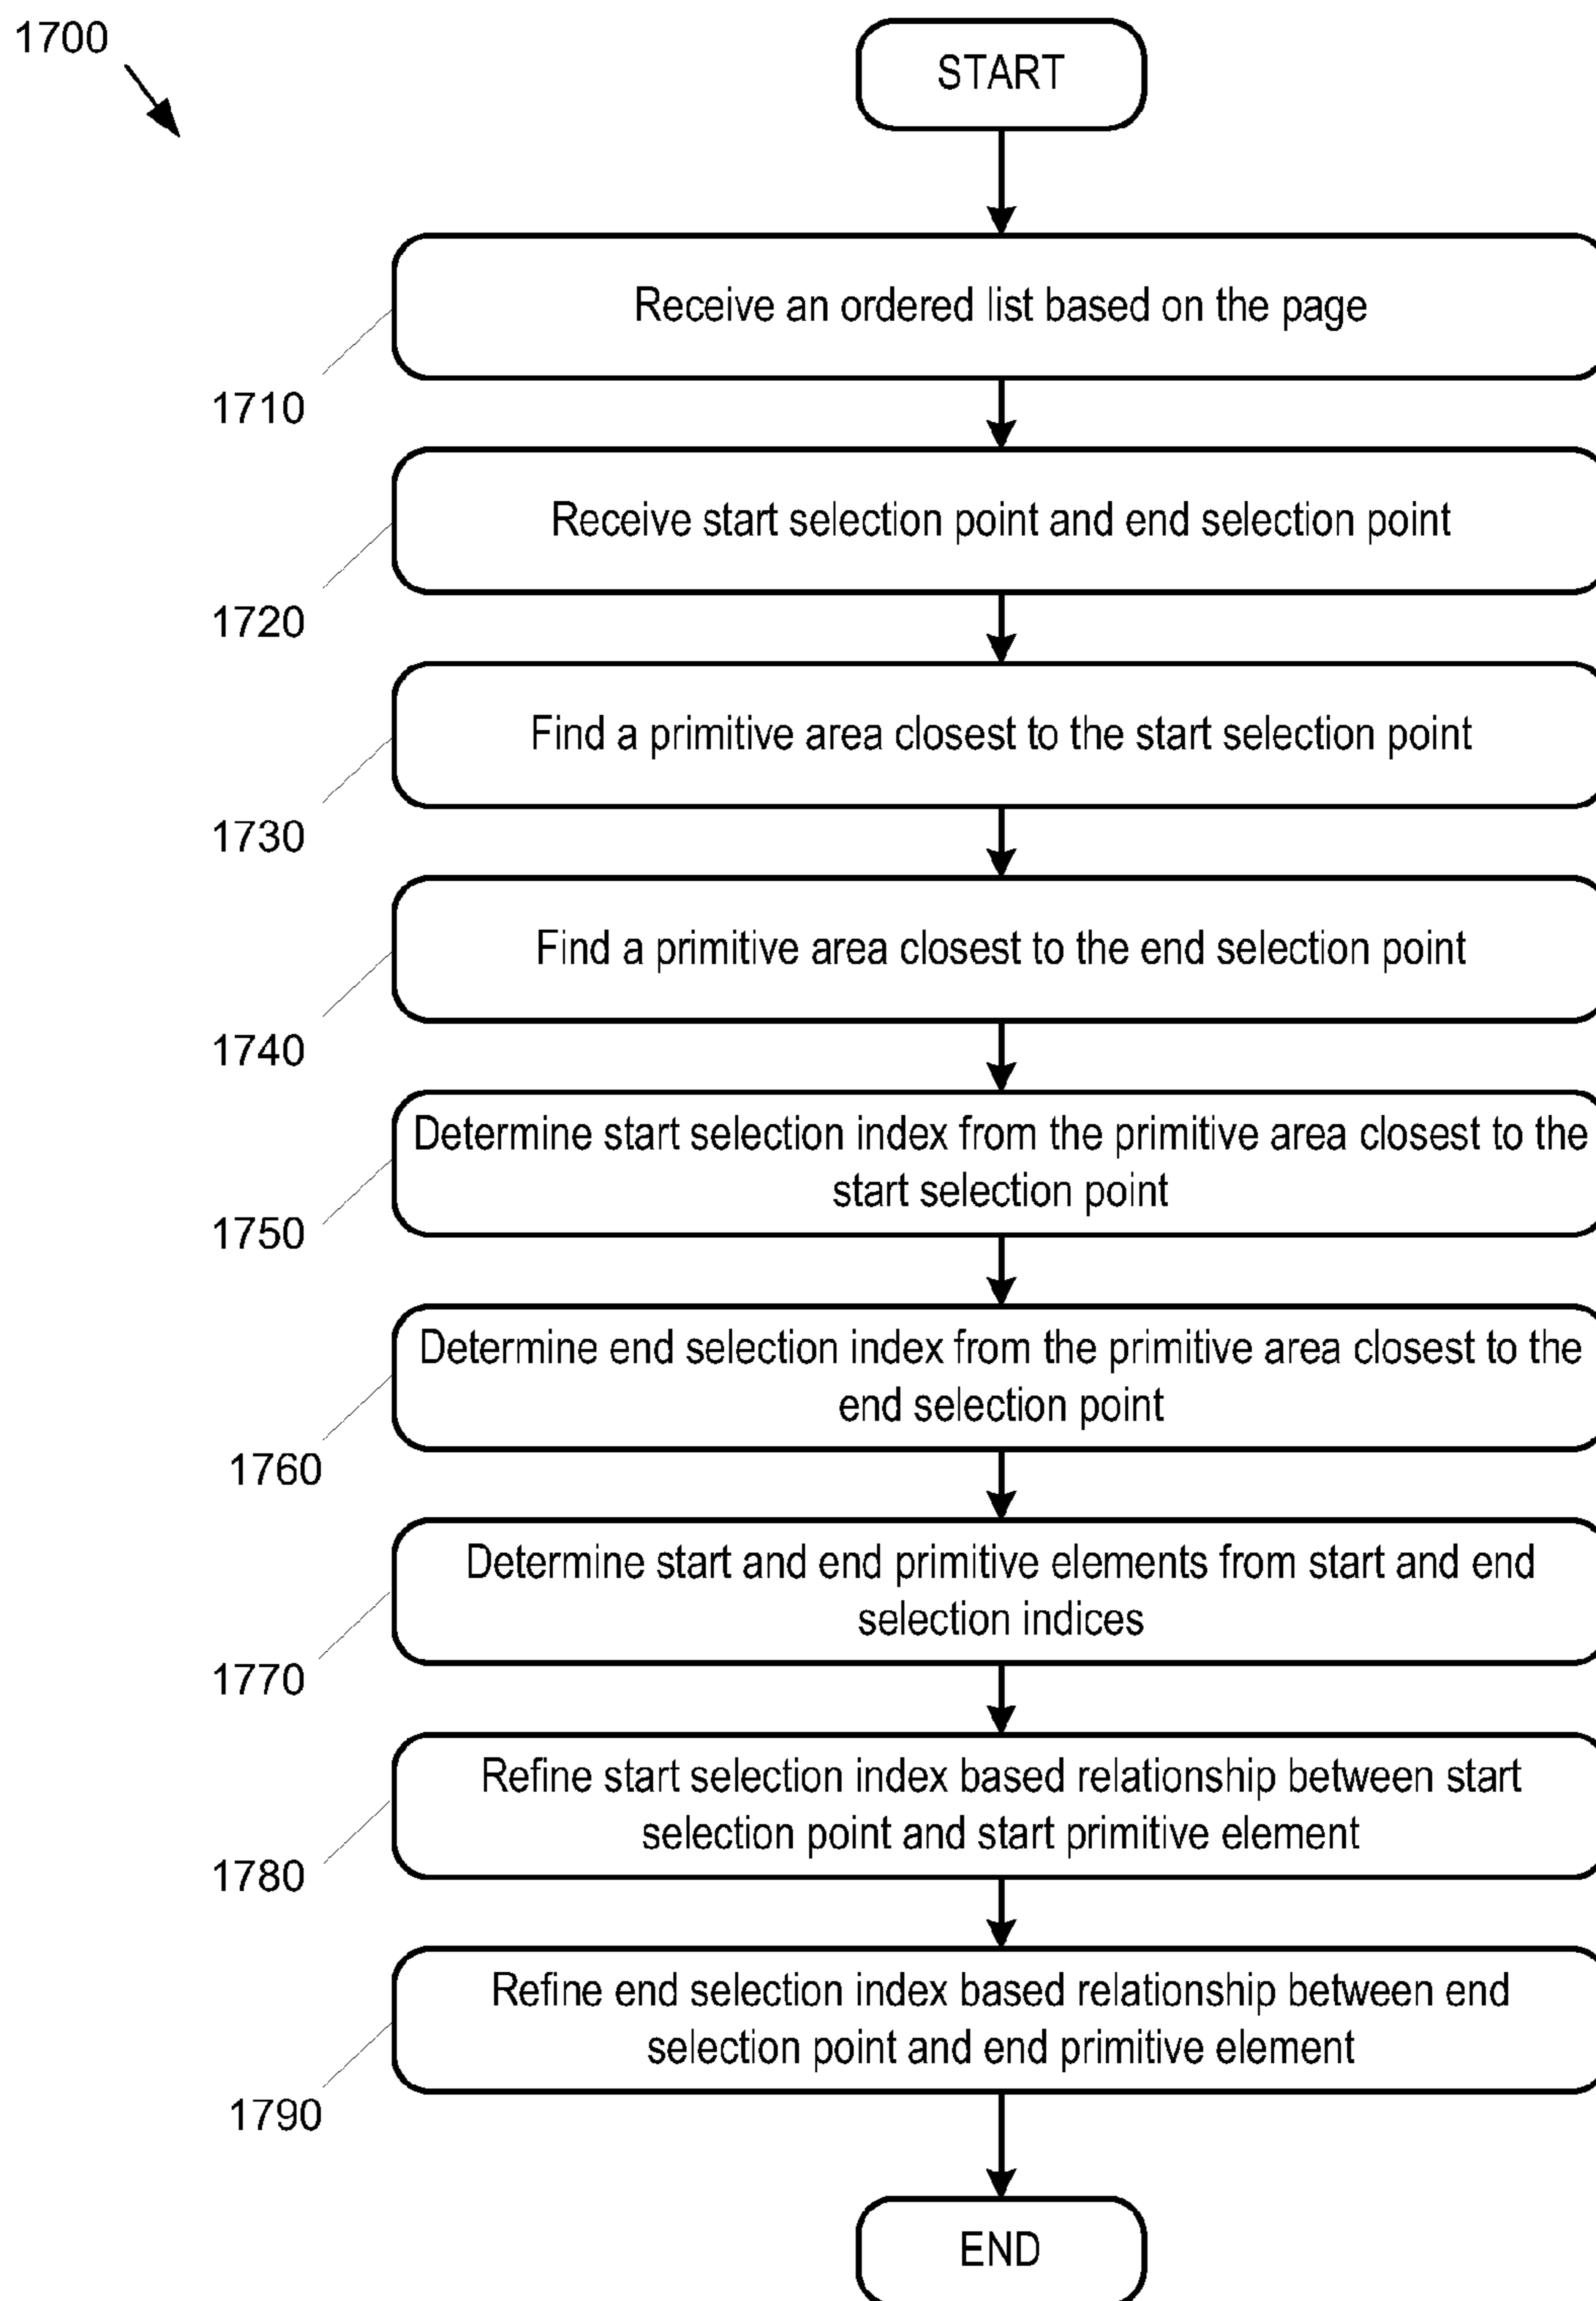 1700
START
Receive an ordered list based on the page
1710
Receive start selection point and end selection point
1720
Find a primitive area closest to the start selection point
1730
Find a primitive area closest to the end selection point
1740
Determine start selection index from the primitive area closest to the
start selection point
1750
Determine end selection index from the primitive area closest to the
end selection point
1760
Determine start and end primitive elements from start and end
selection indices
1770
Refine start selection index based relationship between start
selection point and start primitive element
1780
Refine end selection index based relationship between end
selection point and end primitive element
1790
END